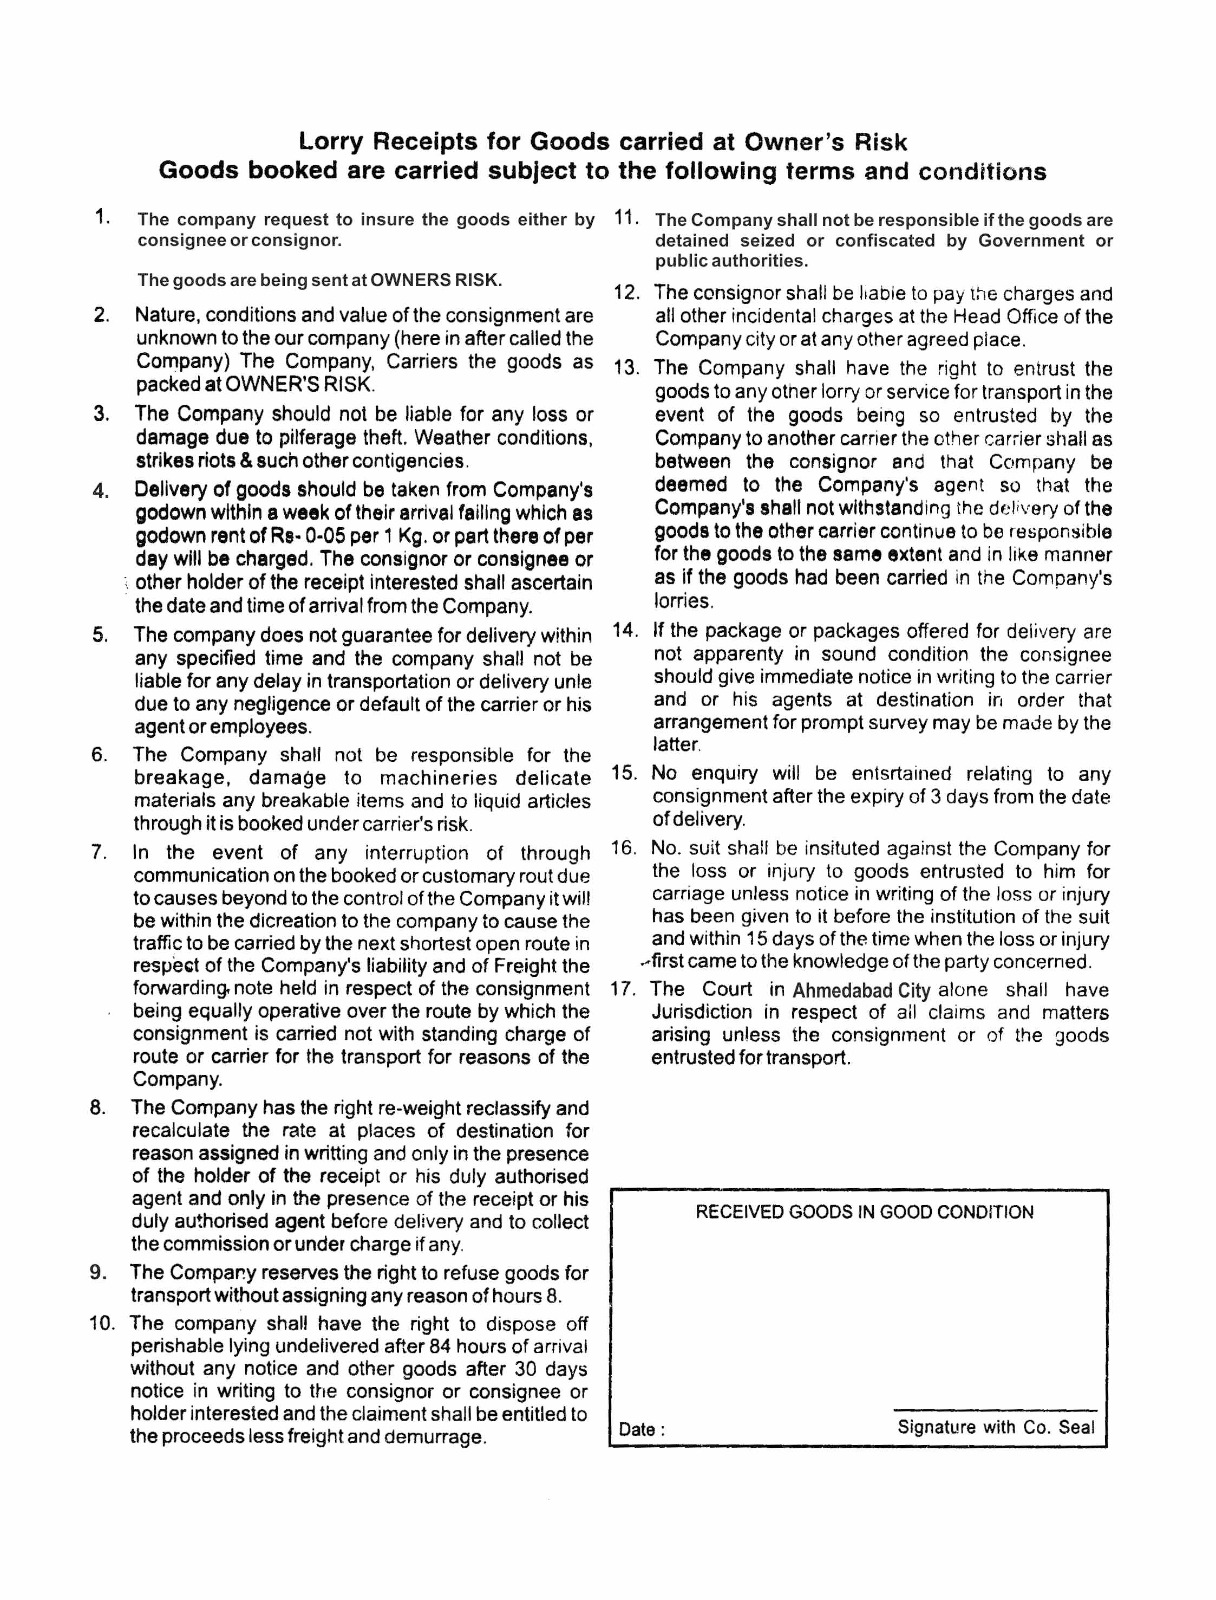 Lorry Receipts for Goods carried at Owner's Risk
Goods booked are carried subject to the following terms and conditions
1. The company request to insure the goods either by
consignee or consignor.
The goods are being sent at OWNERS RISK.
2. Nature, conditions and value of the consignment are
unknown to the our company (here in after called the
Company) The Company, Carriers the goods as
packed at OWNER'S RISK.
3. The Company should not be liable for any loss or
damage due to pilferage theft. Weather conditions,
strikes riots & such other contigencies.
4. Delivery of goods should be taken from Company's
godown within a week of their arrival failing which as
godown rent of Rs- 0-05 per 1 Kg. or part there of per
day will be charged. The consignor or consignee or
other holder of the receipt interested shall ascertain
the date and time of arrival from the Company.
5. The company does not guarantee for delivery within
any specified time and the company shall not be
liable for any delay in transportation or delivery unle
due to any negligence or default of the carrier or his
agent or employees.
6. The Company shall not be responsible for the
breakage, damage to machineries delicate
materials any breakable items and to liquid articles
through it is booked under carrier's risk.
7. In the event of any interruption of through
communication on the booked or customary rout due
to causes beyond to the control of the Company it will
be within the dicreation to the company to cause the
traffic to be carried by the next shortest open route in
respect of the Company's liability and of Freight the
forwarding note held in respect of the consignment
being equally operative over the route by which the
consignment is carried not with standing charge of
route or carrier for the transport for reasons of the
Company.
8. The Company has the right re-weight reclassify and
recalculate the rate at places of destination for
reason assigned in writting and only in the presence
of the holder of the receipt or his duly authorised
agent and only in the presence of the receipt or his
duly authorised agent before delivery and to collect
the commission or under charge if any.
9. The Company reserves the right to refuse goods for
transport without assigning any reason of hours 8.
10. The company shall have the right to dispose off
perishable lying undelivered after 84 hours of arrival
without any notice and other goods after 30 days
notice in writing to the consignor or consignee or
holder interested and the claiment shall be entitled to
the proceeds less freight and demurrage.
11. The Company shall not be responsible if the goods are
detained seized or confiscated by Government or
public authorities.
12. The consignor shall be liable to pay the charges and
all other incidental charges at the Head Office of the
Company city or at any other agreed place.
13. The Company shall have the right to entrust the
goods to any other lorry or service for transport in the
event of the goods being so entrusted by the
Company to another carrier the other carrier shall as
between the consignor and that Company be
deemed to the Company's agent so that the
Company's shall not withstanding the delivery of the
goods to the other carrier continue to be responsible
for the goods to the same extent and in like manner
as if the goods had been carried in the Company's
lorries.
14. If the package or packages offered for delivery are
not apparenty in sound condition the consignee
should give immediate notice in writing to the carrier
and or his agents at destination in order that
arrangement for prompt survey may be made by the
latter.
15. No enquiry will be entsrtained relating to any
consignment after the expiry of 3 days from the date
of delivery.
16. No. suit shall be insituted against the Company for
the loss or injury to goods entrusted to him for
carriage unless notice in writing of the loss or injury
has been given to it before the institution of the suit
and within 15 days of the time when the loss or injury
first came to the knowledge of the party concerned.
17. The Court in Ahmedabad City alone shall have
Jurisdiction in respect of all claims and matters
arising unless the consignment or of the goods
entrusted for transport.
RECEIVED GOODS IN GOOD CONDITION
Date :
Signature with Co. Seal